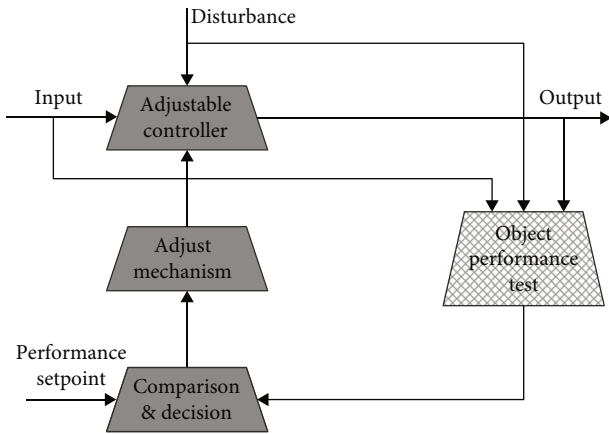 Disturbance
Input
Adjustable
controller
Output
Adjust
mechanism
Object
performance
test
Performance
setpoint
Comparison
& decision